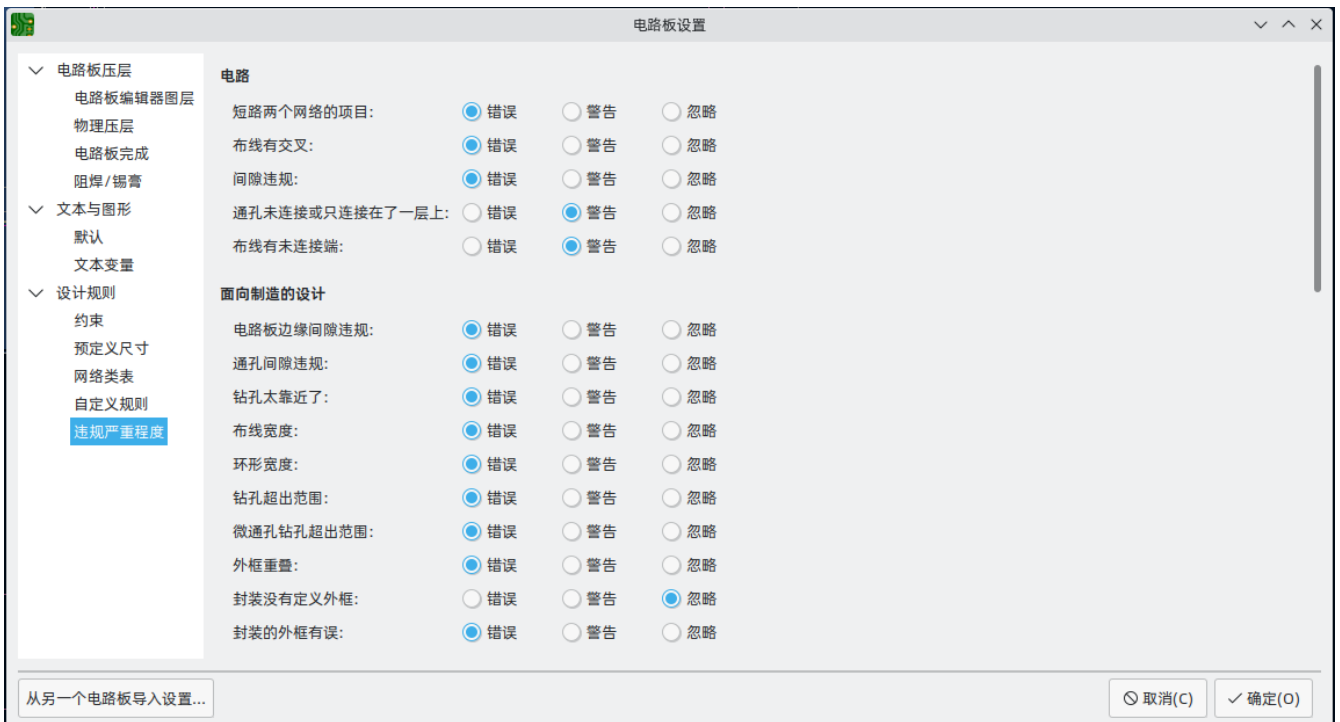 电路板设置
电路板压层
电路板编辑器图层
物理压层
电路板完成
阻焊/锡膏
文本与图形
默认
文本变量
设计规则
约束
预定义尺寸
网络类表
自定义规则
违规严重程度
电路
短路两个网络的项目: 错误 警告 忽略
布线有交叉: 错误 警告 忽略
间隙违规: 错误 警告 忽略
通孔未连接或只连接在了一层上: 错误 警告 忽略
布线有未连接端: 错误 警告 忽略
面向制造的设计
电路板边缘间隙违规: 错误 警告 忽略
通孔间隙违规: 错误 警告 忽略
钻孔太靠近了: 错误 警告 忽略
布线宽度: 错误 警告 忽略
环形宽度: 错误 警告 忽略
钻孔超出范围: 错误 警告 忽略
微通孔钻孔超出范围: 错误 警告 忽略
外框重叠: 错误 警告 忽略
封装没有定义外框: 错误 警告 忽略
封装的外框有误: 错误 警告 忽略
从另一个电路板导入设置... 取消(C) 确定(O)